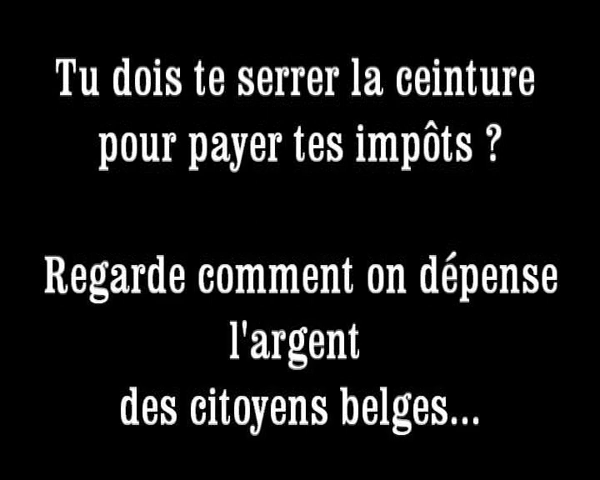 Tu dois te serrer la ceinture
pour payer tes impôts ?
Regarde comment on dépense
l'argent
des citoyens belges...